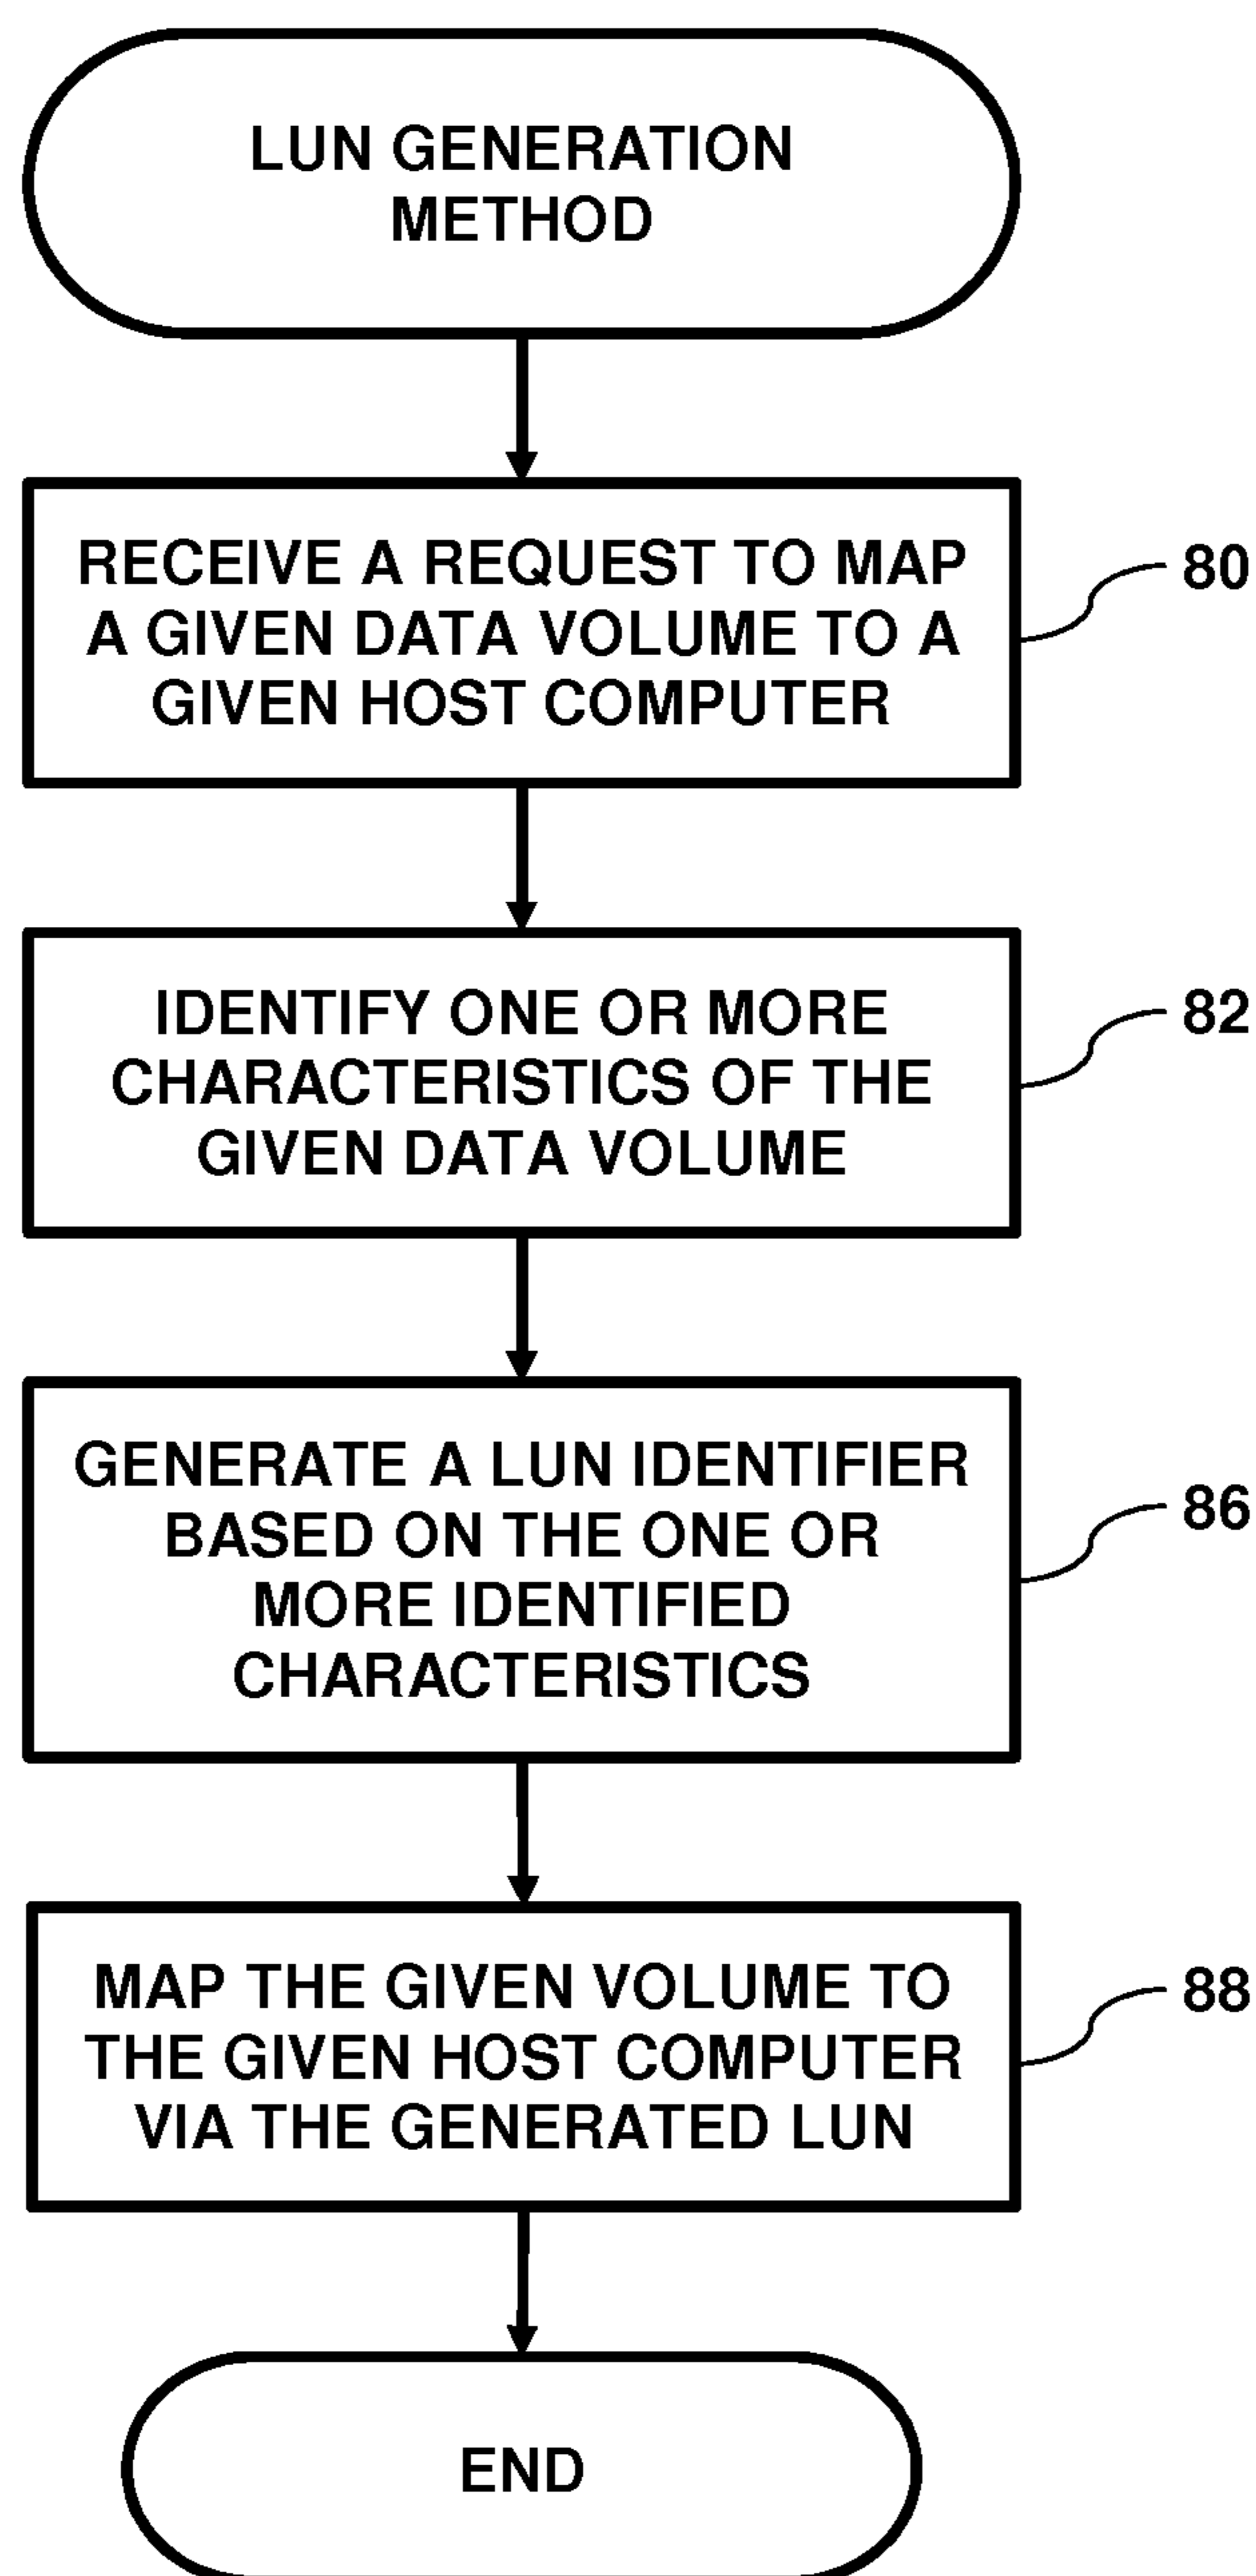 LUN GENERATION
METHOD
RECEIVE A REQUEST TO MAP
A GIVEN DATA VOLUME TO A
GIVEN HOST COMPUTER
80
IDENTIFY ONE OR MORE
CHARACTERISTICS OF THE
GIVEN DATA VOLUME
82
GENERATE A LUN IDENTIFIER
BASED ON THE ONE OR
MORE IDENTIFIED
CHARACTERISTICS
86
MAP THE GIVEN VOLUME TO
THE GIVEN HOST COMPUTER
VIA THE GENERATED LUN
88
END